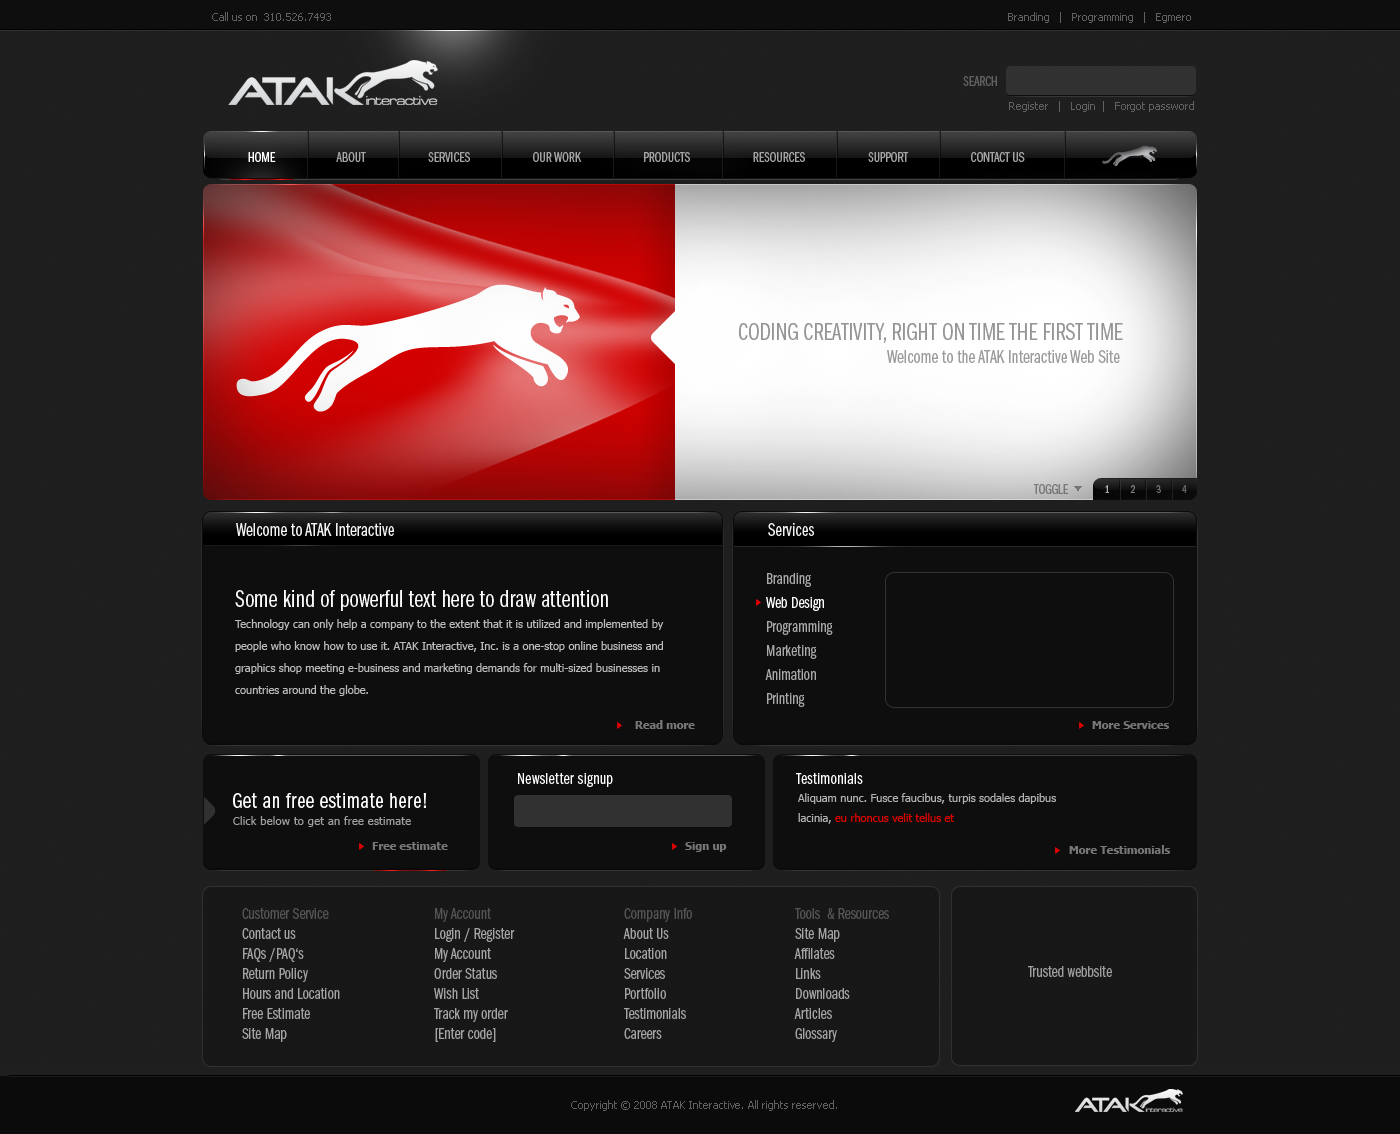 Call us on 310.526.7493
Branding | Programming | Egmero
ATAK interactive
SEARCH
Register | Login | Forgot password
HOME ABOUT SERVICES OUR WORK PRODUCTS RESOURCES SUPPORT CONTACT US
CODING CREATIVITY, RIGHT ON TIME THE FIRST TIME
Welcome to the ATAK Interactive Web Site
TOGGLE 1 2 3 4
Welcome to ATAK Interactive
Some kind of powerful text here to draw attention
Technology can only help a company to the extent that it is utilized and implemented by
people who know how to use it. ATAK Interactive, Inc. is a one-stop online business and
graphics shop meeting e-business and marketing demands for multi-sized businesses in
countries around the globe.
Read more
Services
Branding
Web Design
Programming
Marketing
Animation
Printing
More Services
Get an free estimate here!
Click below to get an free estimate
Free estimate
Newsletter signup
Sign up
Testimonials
Aliquam nunc. Fusce faucibus, turpis sodales dapibus
lacinia, eu rhoncus velit tellus et
More Testimonials
Customer Service
Contact us
FAQs /PAQ's
Return Policy
Hours and Location
Free Estimate
Site Map
My Account
Login / Register
My Account
Order Status
Wish List
Track my order
[Enter code]
Company Info
About Us
Location
Services
Portfolio
Testimonials
Careers
Tools & Resources
Site Map
Affilates
Links
Downloads
Articles
Glossary
Trusted webbsite
Copyright © 2008 ATAK Interactive. All rights reserved.
ATAK interactive